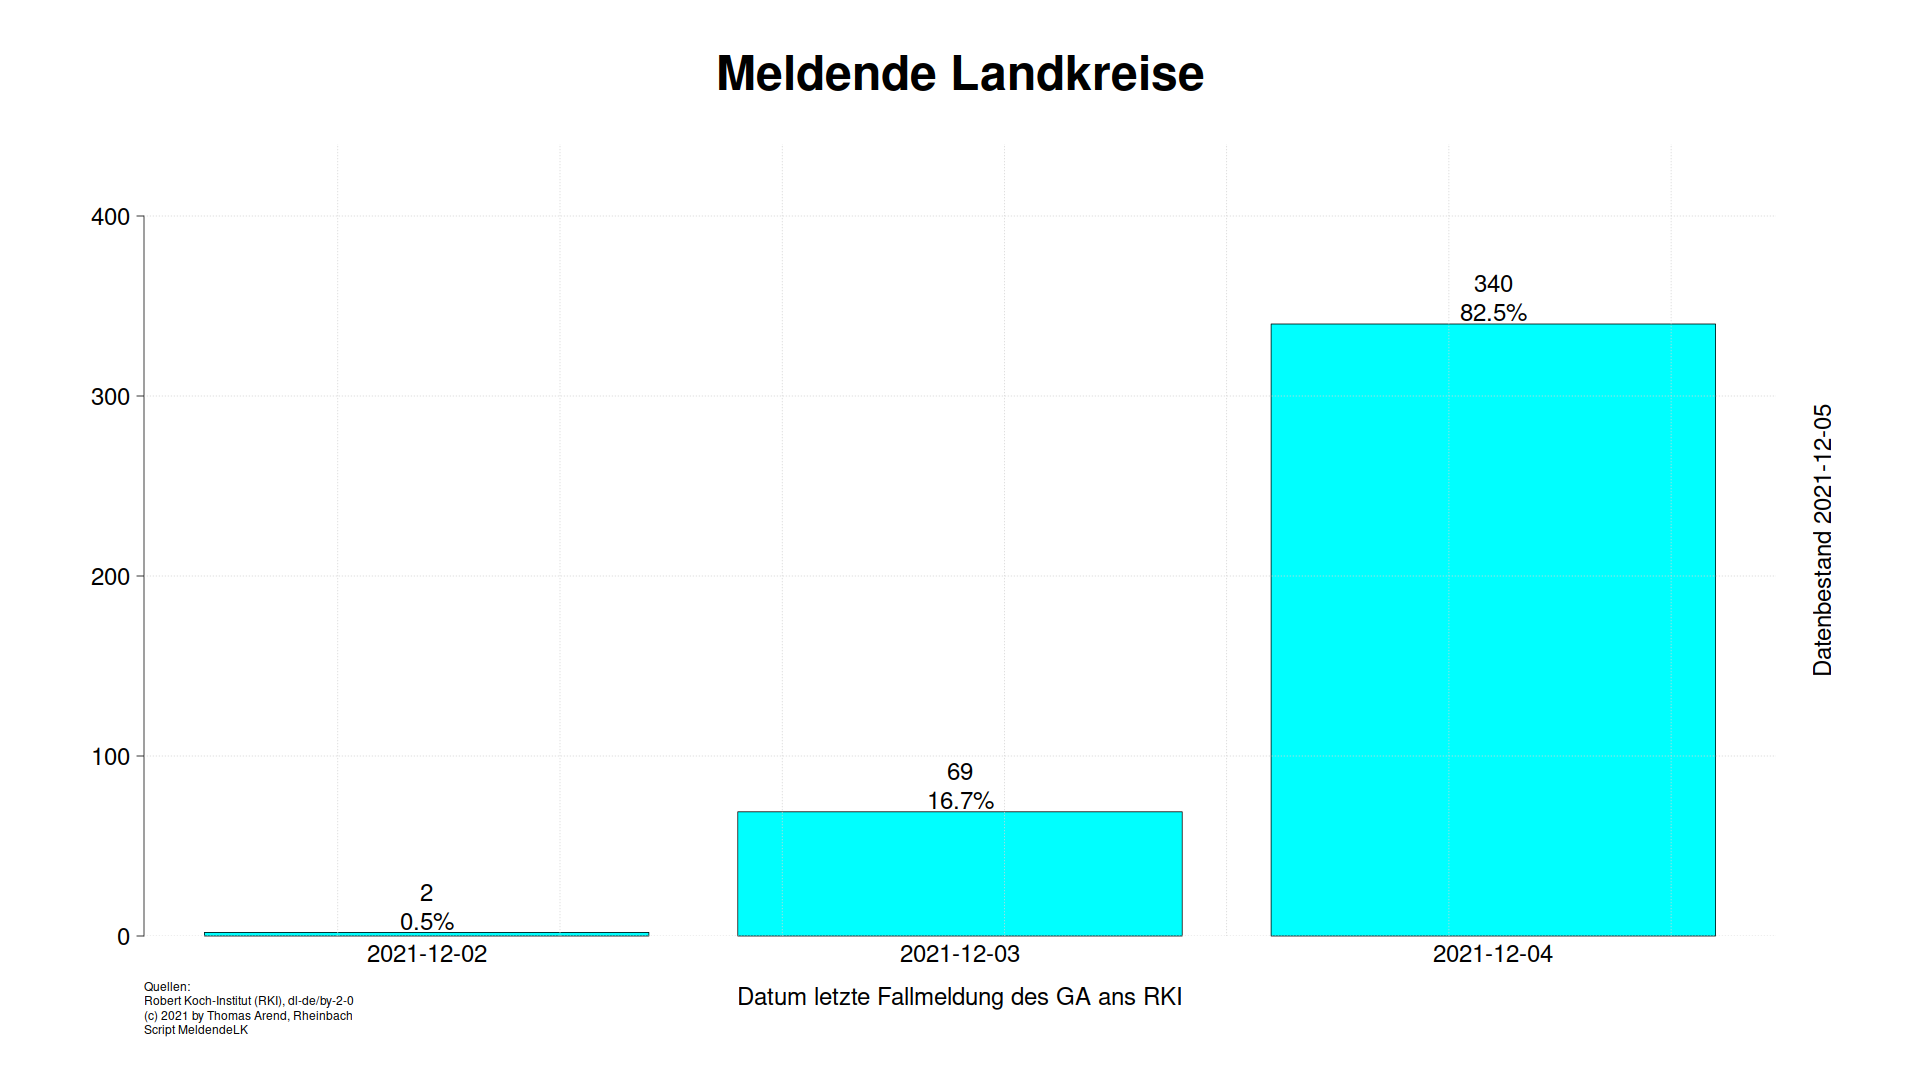 Meldende Landkreise
400
300
200
100
0
2
0.5%
69
16.7%
340
82.5%
2021-12-02
2021-12-03
2021-12-04
Datum letzte Fallmeldung des GA ans RKI
Datenbestand 2021-12-05
Quellen:
Robert Koch-Institut (RKI), dl-de/by-2-0
(c) 2021 by Thomas Arend, Rheinbach
Script MeldendeLK